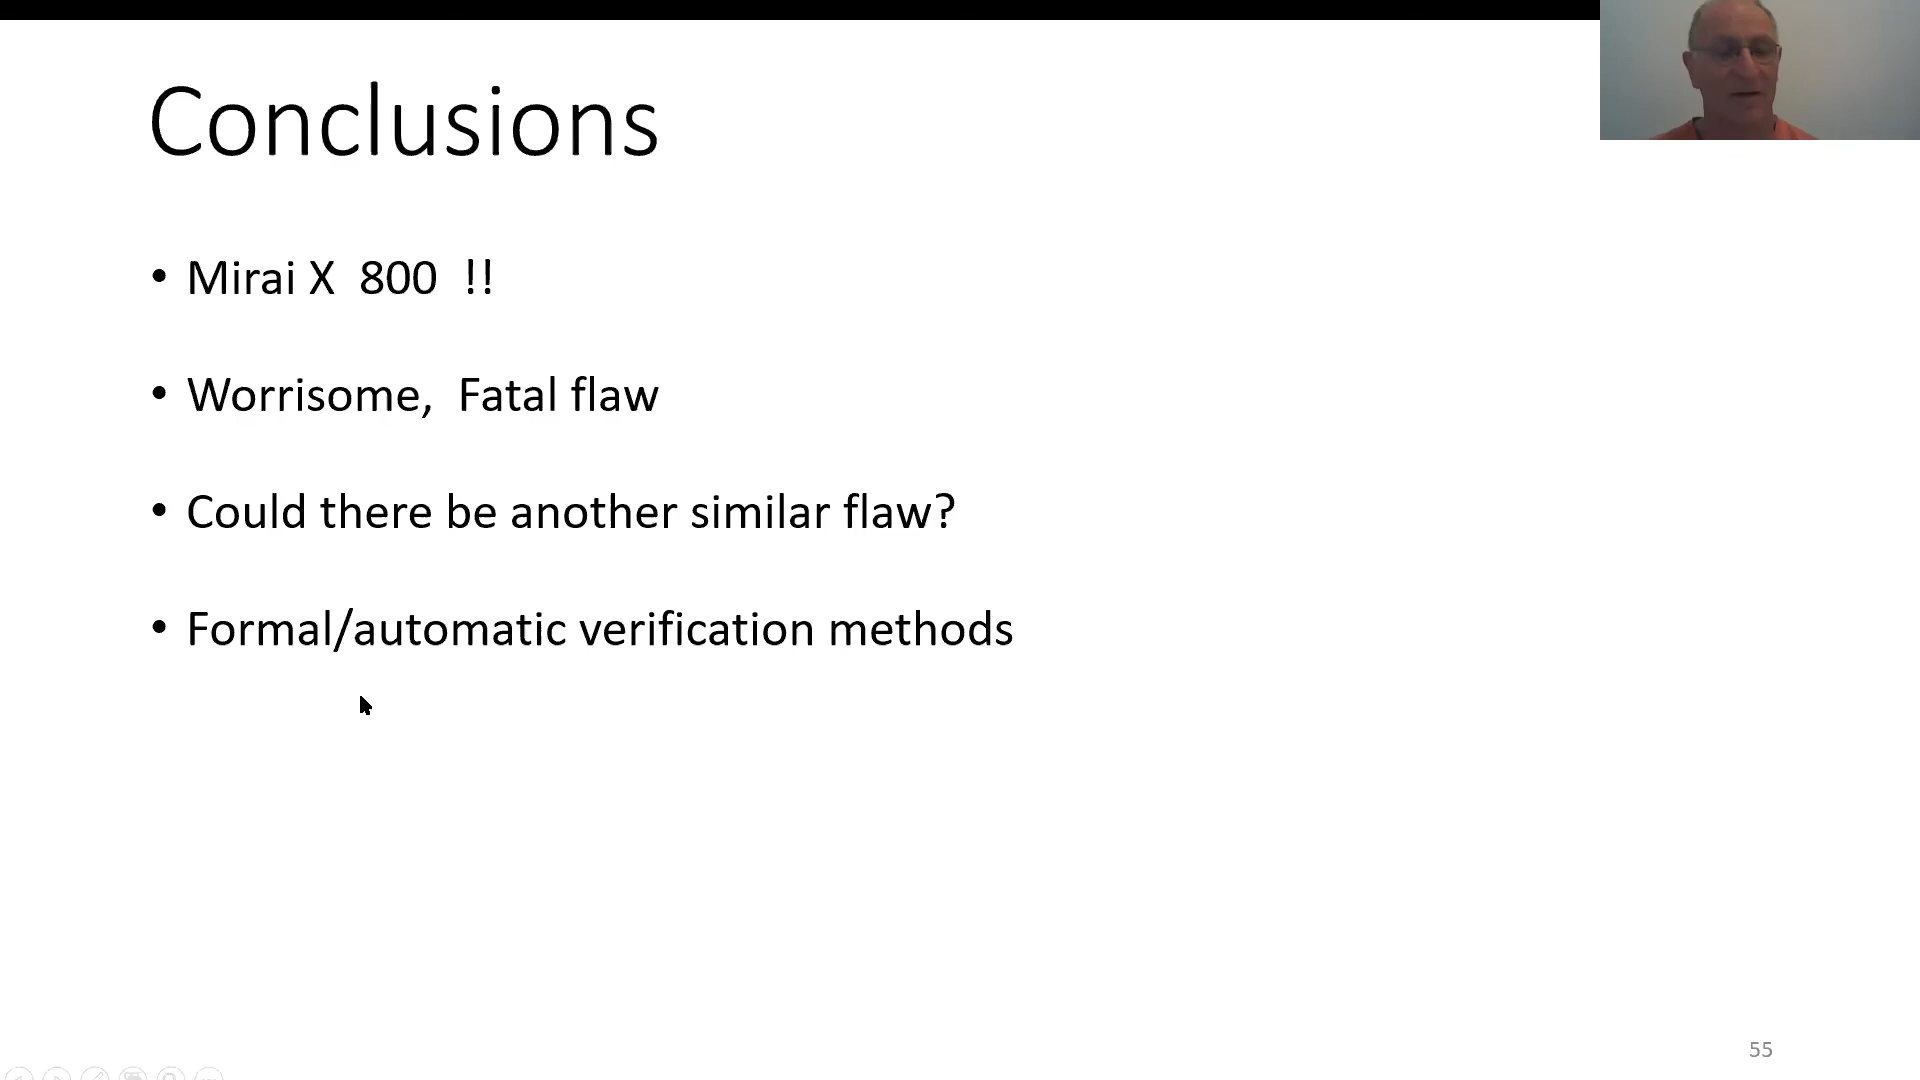 Conclusions
• Mirai X  800  !!
• Worrisome,  Fatal flaw
• Could there be another similar flaw?
• Formal/automatic verification methods
55